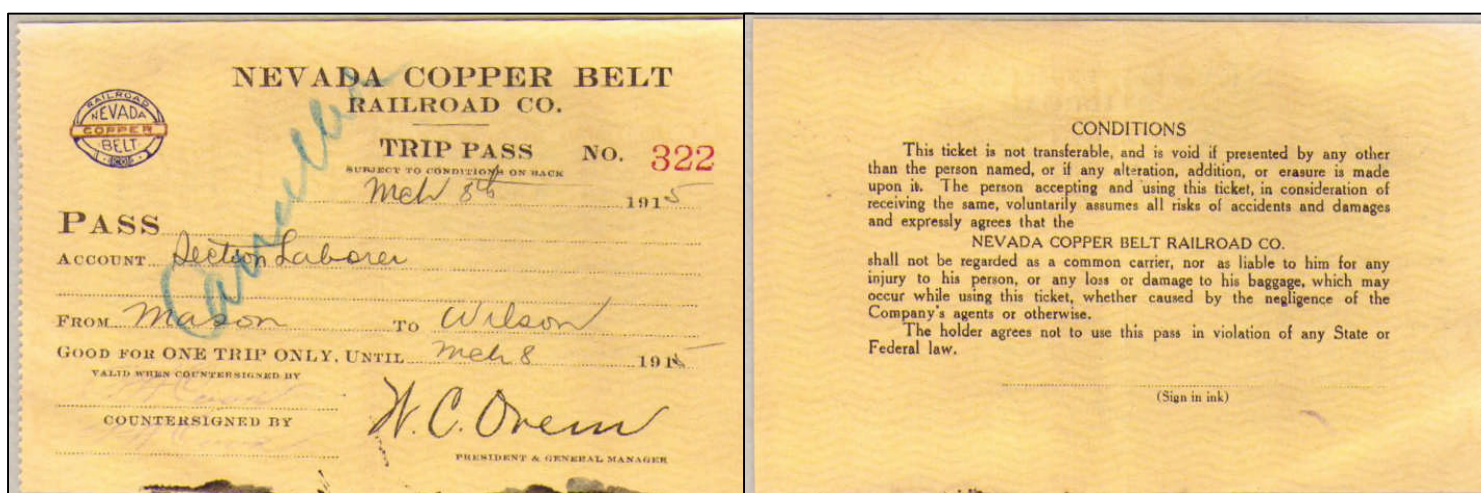 NEVADA COPPER BELT
RAILROAD CO.
RAILROAD
NEVADA
COPPER
BELT
TRIP PASS NO. 322
SUBJECT TO CONDITIONS ON BACK
Mch 8th 1915
PASS
ACCOUNT Section Laborer
FROM Mason TO Wilson
GOOD FOR ONE TRIP ONLY, UNTIL Mch 8 1915
VALID WHEN COUNTERSIGNED BY
COUNTERSIGNED BY
W. C. Orem
PRESIDENT & GENERAL MANAGER
Cancelled
CONDITIONS
This ticket is not transferable, and is void if presented by any other
than the person named, or if any alteration, addition, or erasure is made
upon it. The person accepting and using this ticket, in consideration of
receiving the same, voluntarily assumes all risks of accidents and damages
and expressly agrees that the
NEVADA COPPER BELT RAILROAD CO.
shall not be regarded as a common carrier, nor as liable to him for any
injury to his person, or any loss or damage to his baggage, which may
occur while using this ticket, whether caused by the negligence of the
Company's agents or otherwise.
The holder agrees not to use this pass in violation of any State or
Federal law.
(Sign in ink)